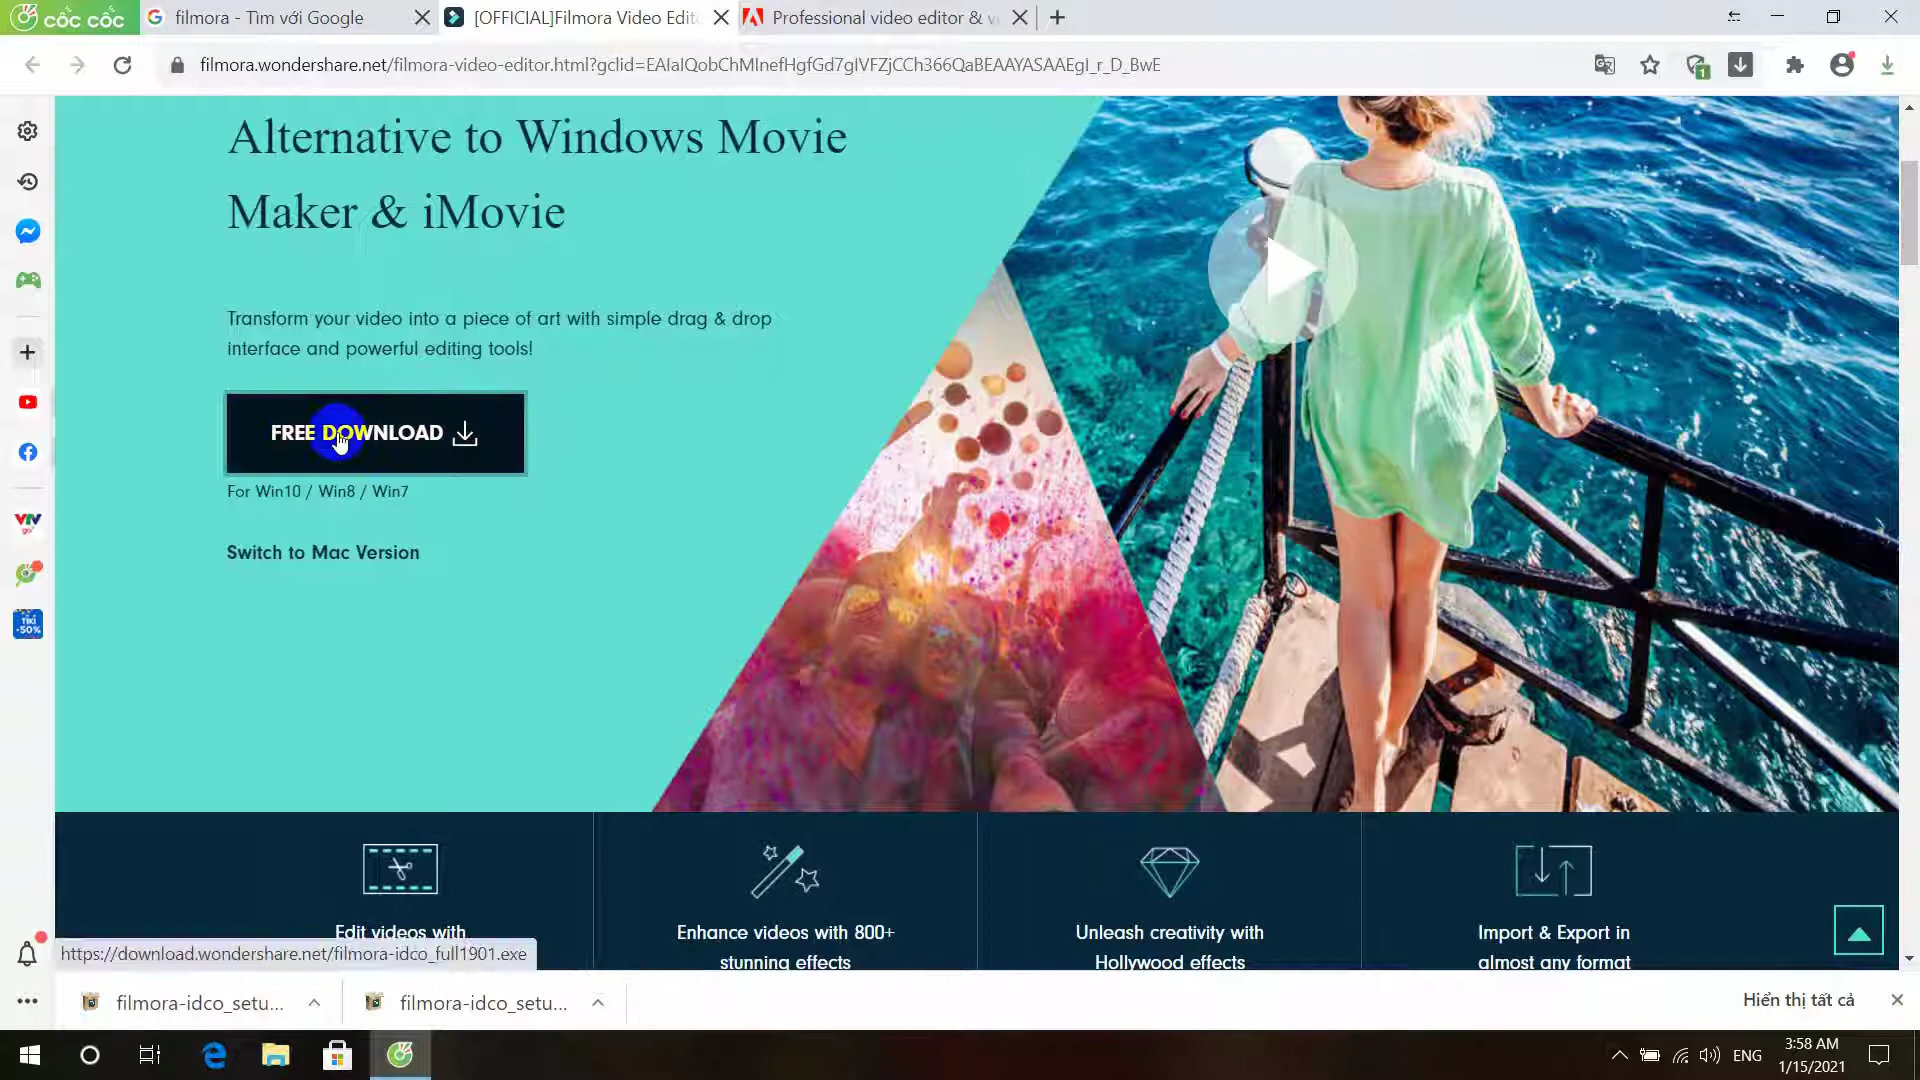 cốc cốc
filmora - Tìm với Google
[OFFICIAL]Filmora Video Edit
Professional video editor & v
filmora.wondershare.net/filmora-video-editor.html?gclid=EAIaIQobChMInefHgfGd7gIVFZjCCh366QaBEAAYASAAEgI_r_D_BwE
1
Alternative to Windows Movie
Maker & iMovie
Transform your video into a piece of art with simple drag & drop
interface and powerful editing tools!
FREE DOWNLOAD
For Win10 / Win8 / Win7
Switch to Mac Version
VTV
go
TIKI
-50%
Edit videos with
Enhance videos with 800+
stunning effects
Unleash creativity with
Hollywood effects
Import & Export in
almost any format
https://download.wondershare.net/filmora-idco_full1901.exe
filmora-idco_setu...
filmora-idco_setu...
Hiển thị tất cả
ENG
3:58 AM
1/15/2021